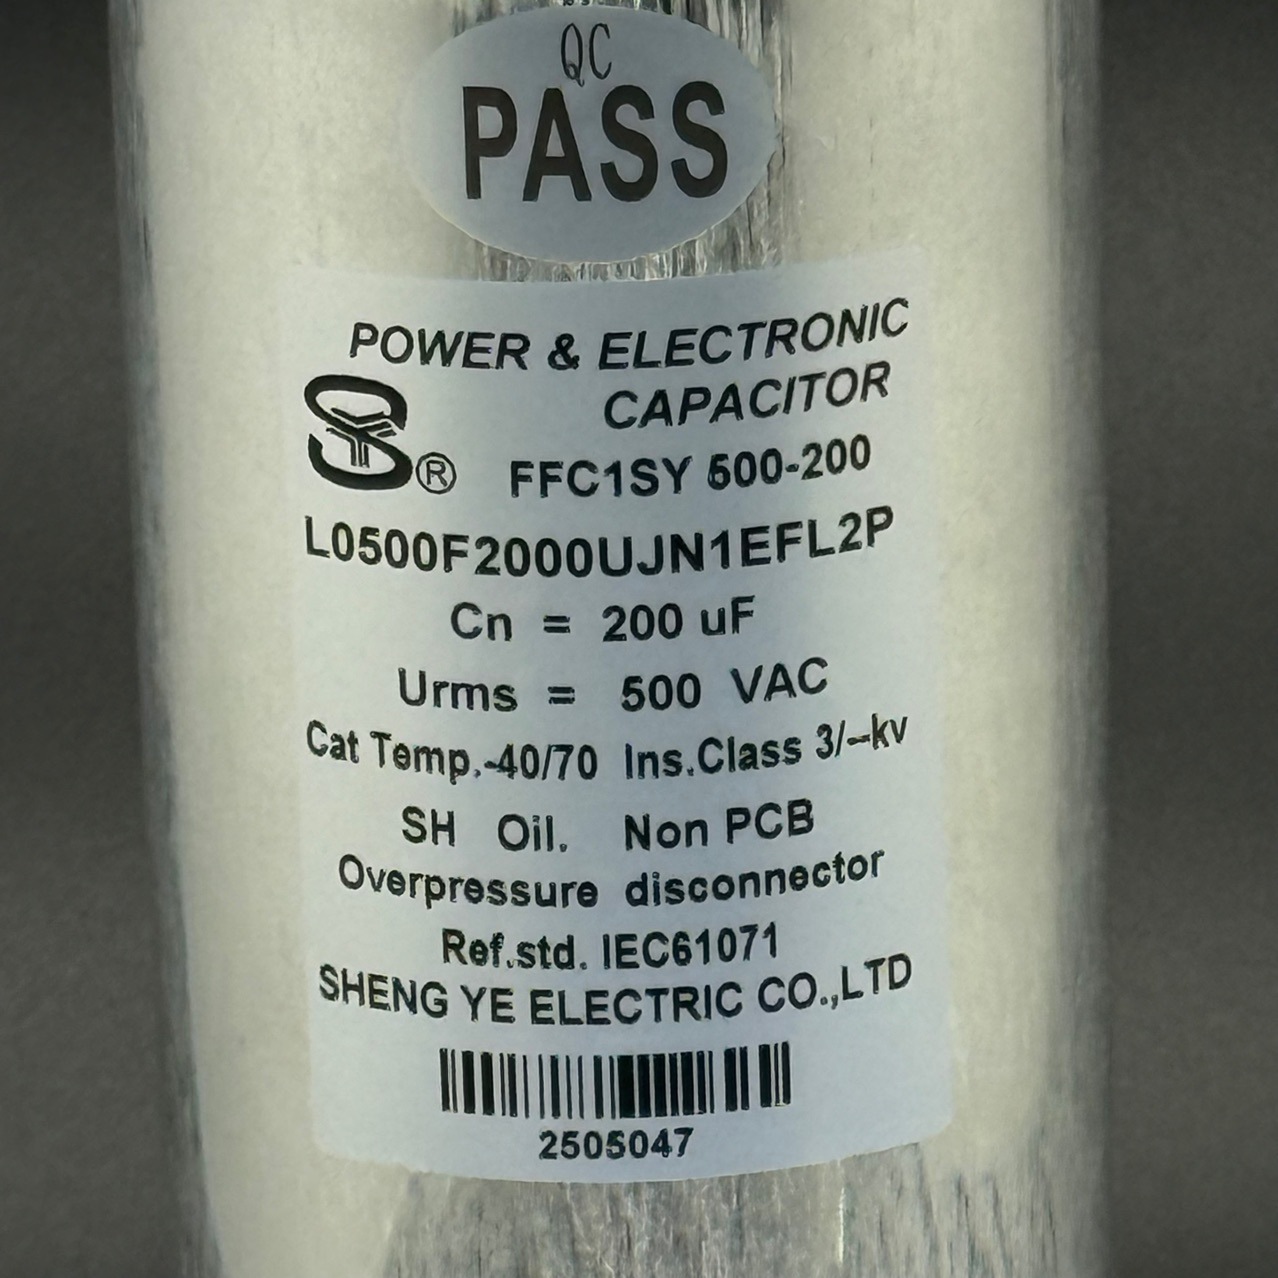 QC
PASS
POWER & ELECTRONIC
CAPACITOR
SY® FFC1SY 500-200
L0500F2000UJN1EFL2P
Cn = 200 uF
Urms = 500 VAC
Cat Temp.-40/70 Ins.Class 3/--kv
SH Oil. Non PCB
Overpressure disconnector
Ref.std. IEC61071
SHENG YE ELECTRIC CO.,LTD
2505047